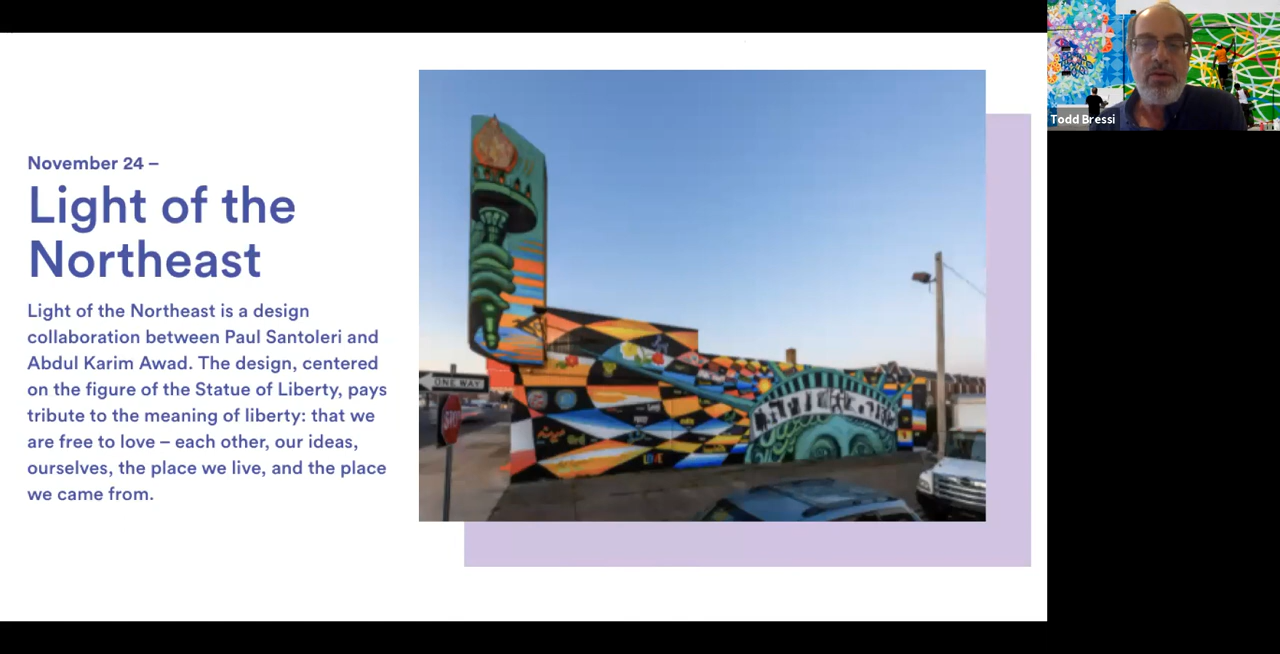 November 24 –
Light of the
Northeast
Light of the Northeast is a design
collaboration between Paul Santoleri and
Abdul Karim Awad. The design, centered
on the figure of the Statue of Liberty, pays
tribute to the meaning of liberty: that we
are free to love – each other, our ideas,
ourselves, the place we live, and the place
we came from.
ONE WAY
LOVE
Todd Bressi